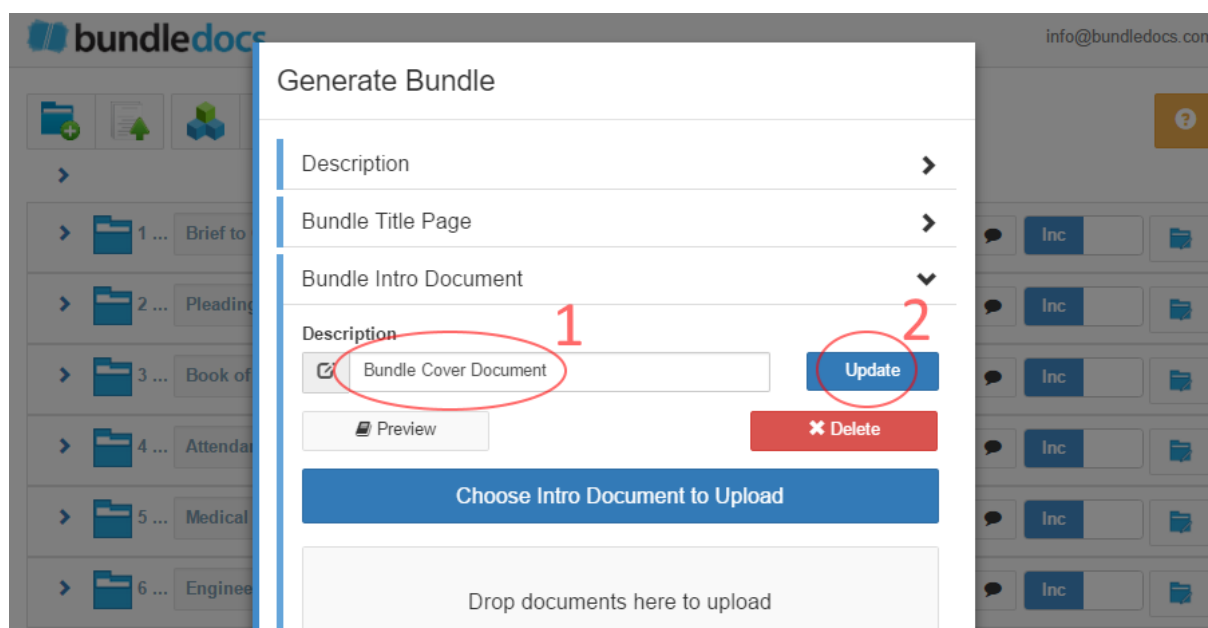 bundledocs
info@bundledocs.com
Generate Bundle
Description
Bundle Title Page
1 ... Brief to
Inc
Bundle Intro Document
2 ... Pleading
Inc
1
2
Description
3 ... Book of
Bundle Cover Document
Update
Inc
Preview
Delete
4 ... Attendan
Inc
Choose Intro Document to Upload
5 ... Medical
Inc
6 ... Enginee
Inc
Drop documents here to upload